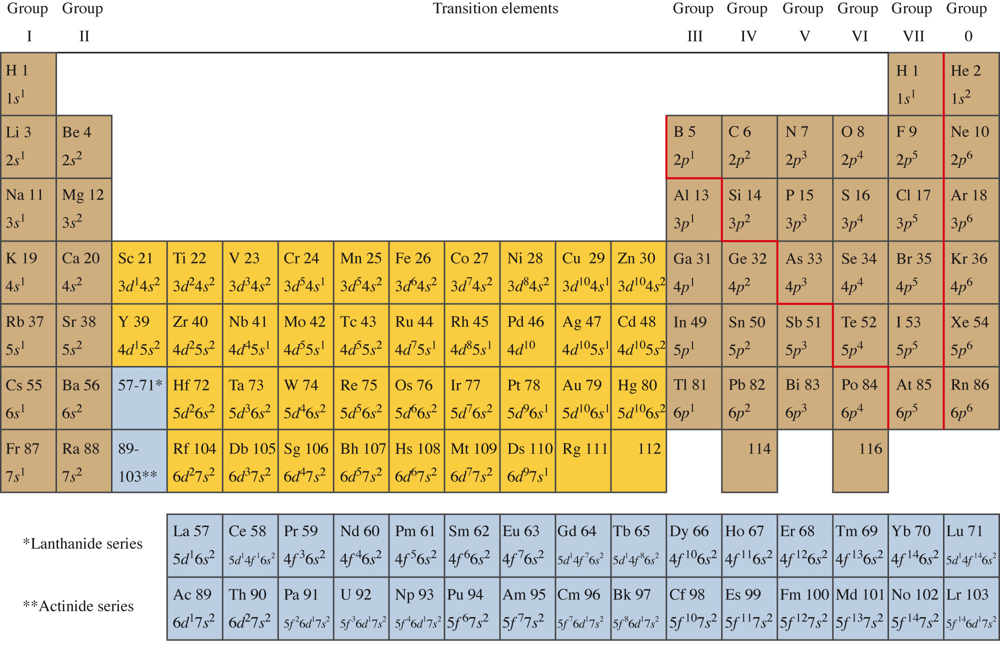 Group Group Transition elements Group Group Group Group Group Group
I II III IV V VI VII 0
H 1 H 1 He 2
1s¹ 1s¹ 1s²
Li 3 Be 4 B 5 C 6 N 7 O 8 F 9 Ne 10
2s¹ 2s² 2p¹ 2p² 2p³ 2p⁴ 2p⁵ 2p⁶
Na 11 Mg 12 Al 13 Si 14 P 15 S 16 Cl 17 Ar 18
3s¹ 3s² 3p¹ 3p² 3p³ 3p⁴ 3p⁵ 3p⁶
K 19 Ca 20 Sc 21 Ti 22 V 23 Cr 24 Mn 25 Fe 26 Co 27 Ni 28 Cu 29 Zn 30 Ga 31 Ge 32 As 33 Se 34 Br 35 Kr 36
4s¹ 4s² 3d¹4s² 3d²4s² 3d³4s² 3d⁵4s¹ 3d⁵4s² 3d⁶4s² 3d⁷4s² 3d⁸4s² 3d¹⁰4s¹ 3d¹⁰4s² 4p¹ 4p² 4p³ 4p⁴ 4p⁵ 4p⁶
Rb 37 Sr 38 Y 39 Zr 40 Nb 41 Mo 42 Tc 43 Ru 44 Rh 45 Pd 46 Ag 47 Cd 48 In 49 Sn 50 Sb 51 Te 52 I 53 Xe 54
5s¹ 5s² 4d¹5s² 4d²5s² 4d⁴5s¹ 4d⁵5s¹ 4d⁵5s² 4d⁷5s¹ 4d⁸5s¹ 4d¹⁰ 4d¹⁰5s¹ 4d¹⁰5s² 5p¹ 5p² 5p³ 5p⁴ 5p⁵ 5p⁶
Cs 55 Ba 56 57-71* Hf 72 Ta 73 W 74 Re 75 Os 76 Ir 77 Pt 78 Au 79 Hg 80 Tl 81 Pb 82 Bi 83 Po 84 At 85 Rn 86
6s¹ 6s² 5d²6s² 5d³6s² 5d⁴6s² 5d⁵6s² 5d⁶6s² 5d⁷6s² 5d⁹6s¹ 5d¹⁰6s¹ 5d¹⁰6s² 6p¹ 6p² 6p³ 6p⁴ 6p⁵ 6p⁶
Fr 87 Ra 88 89- Rf 104 Db 105 Sg 106 Bh 107 Hs 108 Mt 109 Ds 110 Rg 111 112 114 116
7s¹ 7s² 103** 6d²7s² 6d³7s² 6d⁴7s² 6d⁵7s² 6d⁶7s² 6d⁷7s² 6d⁹7s¹
*Lanthanide series
La 57 Ce 58 Pr 59 Nd 60 Pm 61 Sm 62 Eu 63 Gd 64 Tb 65 Dy 66 Ho 67 Er 68 Tm 69 Yb 70 Lu 71
5d¹6s² 5d¹4f¹6s² 4f³6s² 4f⁴6s² 4f⁵6s² 4f⁶6s² 4f⁷6s² 5d¹4f⁷6s² 5d¹4f⁸6s² 4f¹⁰6s² 4f¹¹6s² 4f¹²6s² 4f¹³6s² 4f¹⁴6s² 5d¹4f¹⁴6s²
**Actinide series
Ac 89 Th 90 Pa 91 U 92 Np 93 Pu 94 Am 95 Cm 96 Bk 97 Cf 98 Es 99 Fm 100 Md 101 No 102 Lr 103
6d¹7s² 6d²7s² 5f²6d¹7s² 5f³6d¹7s² 5f⁴6d¹7s² 5f⁶7s² 5f⁷7s² 5f⁷6d¹7s² 5f⁸6d¹7s² 5f¹⁰7s² 5f¹¹7s² 5f¹²7s² 5f¹³7s² 5f¹⁴7s² 5f¹⁴6d¹7s²